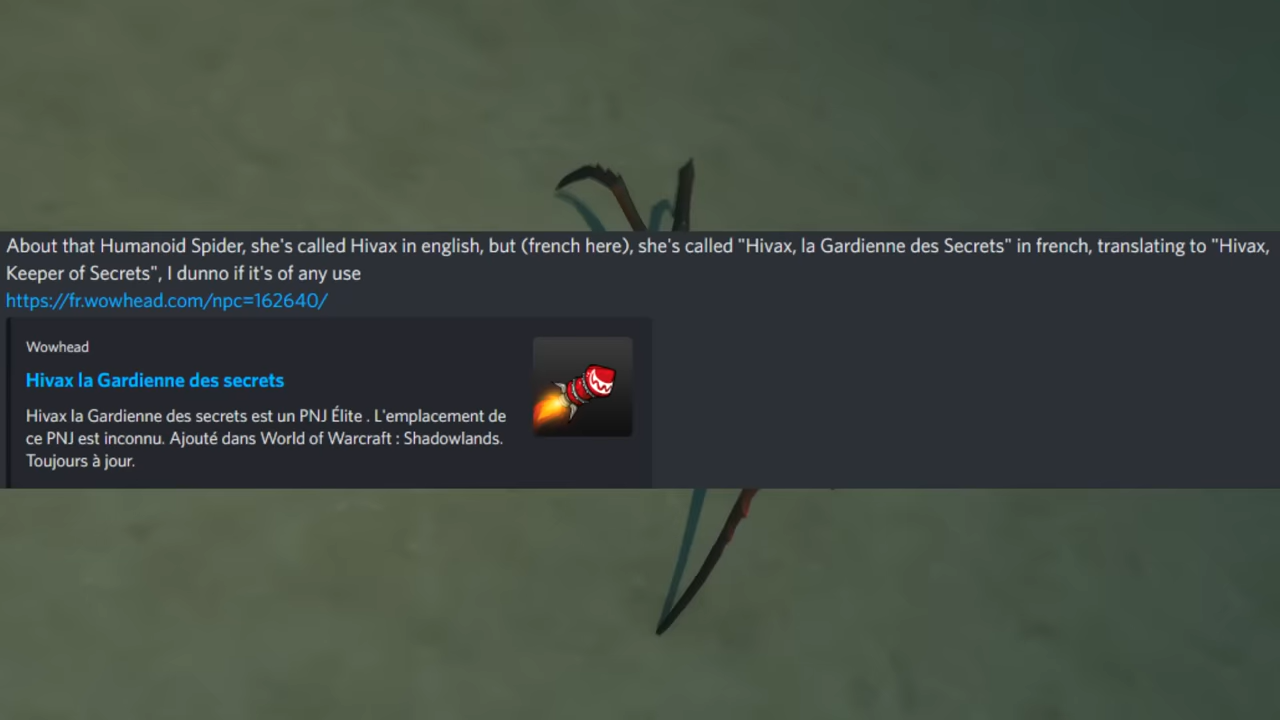 About that Humanoid Spider, she's called Hivax in english, but (french here), she's called "Hivax, la Gardienne des Secrets" in french, translating to "Hivax,
Keeper of Secrets", I dunno if it's of any use
https://fr.wowhead.com/npc=162640/
Wowhead
Hivax la Gardienne des secrets
Hivax la Gardienne des secrets est un PNJ Élite . L'emplacement de
ce PNJ est inconnu. Ajouté dans World of Warcraft : Shadowlands.
Toujours à jour.